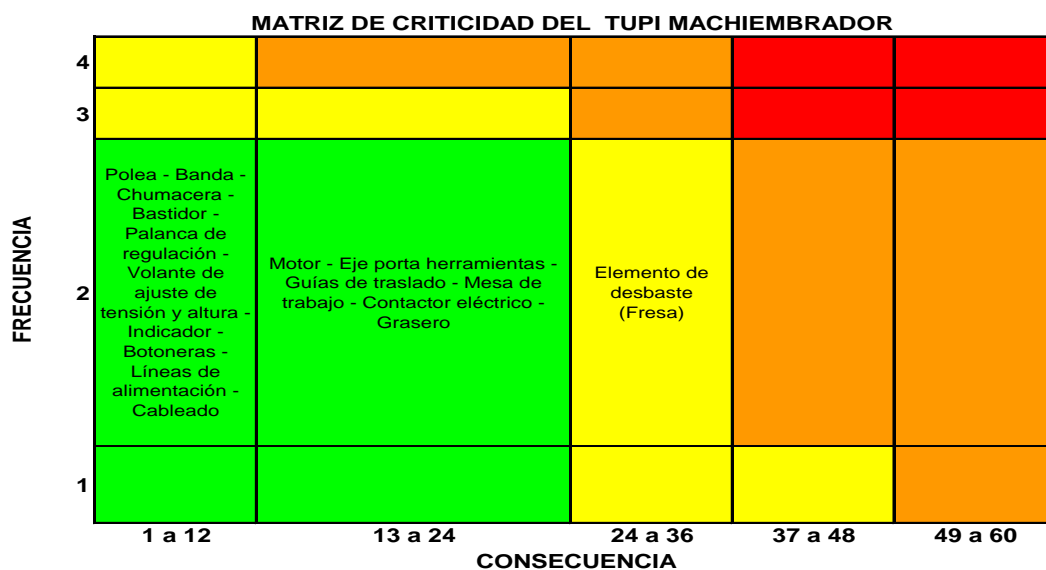 MATRIZ DE CRITICIDAD DEL TUPI MACHIEMBRADOR
FRECUENCIA
4
3
2
Polea - Banda -
Chumacera -
Bastidor -
Palanca de
regulación -
Volante de
ajuste de
tensión y altura -
Indicador -
Botoneras -
Líneas de
alimentación -
Cableado
Motor - Eje porta herramientas -
Guías de traslado - Mesa de
trabajo - Contactor eléctrico -
Grasero
Elemento de
desbaste
(Fresa)
1
1 a 12
13 a 24
24 a 36
37 a 48
49 a 60
CONSECUENCIA